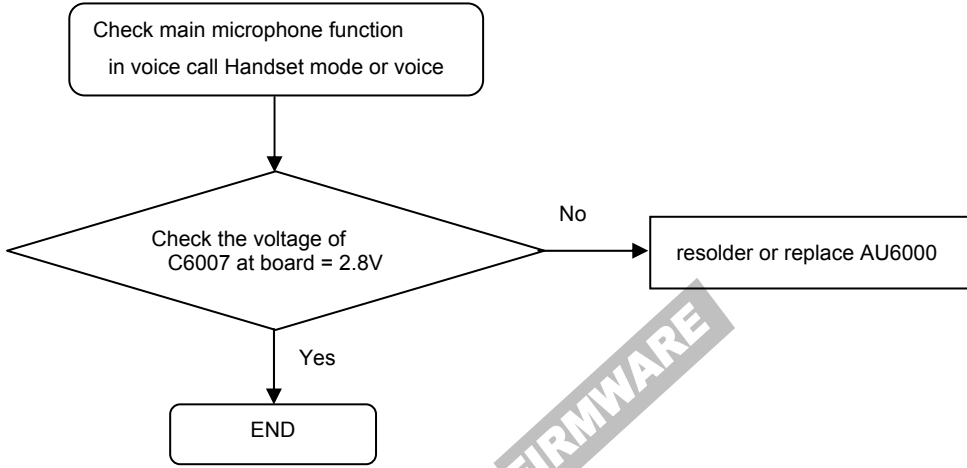 Check main microphone function
in voice call Handset mode or voice
Check the voltage of
C6007 at board = 2.8V
No
resolder or replace AU6000
Yes
END
FIRMWARE